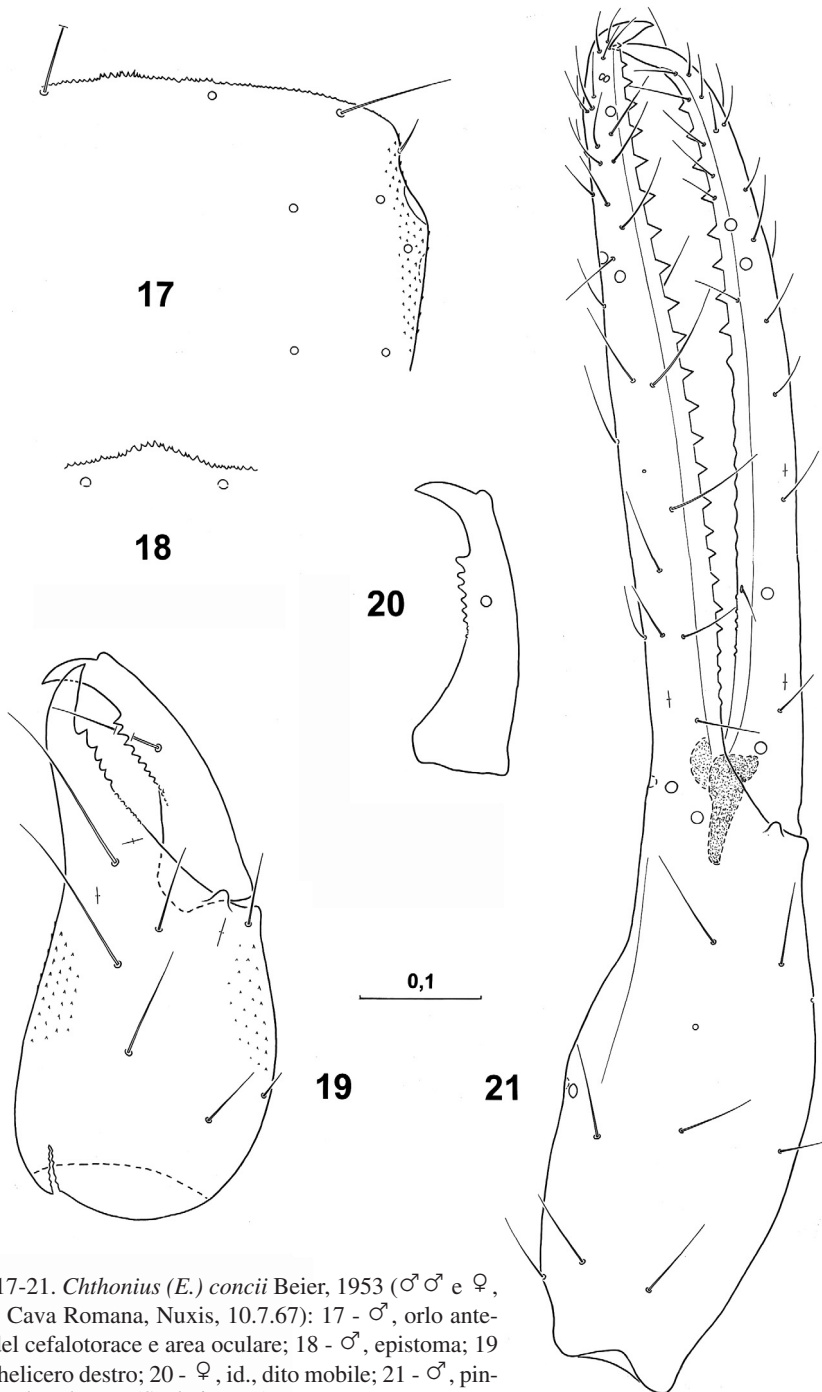 17
18
20
0,1
19
21
17-21. Chthonius (E.) concii Beier, 1953 (♂♂ e ♀,
Cava Romana, Nuxis, 10.7.67): 17 - ♂, orlo ante-
del cefalotorace e area oculare; 18 - ♂, epistoma; 19
helicero destro; 20 - ♀, id., dito mobile; 21 - ♂, pin-